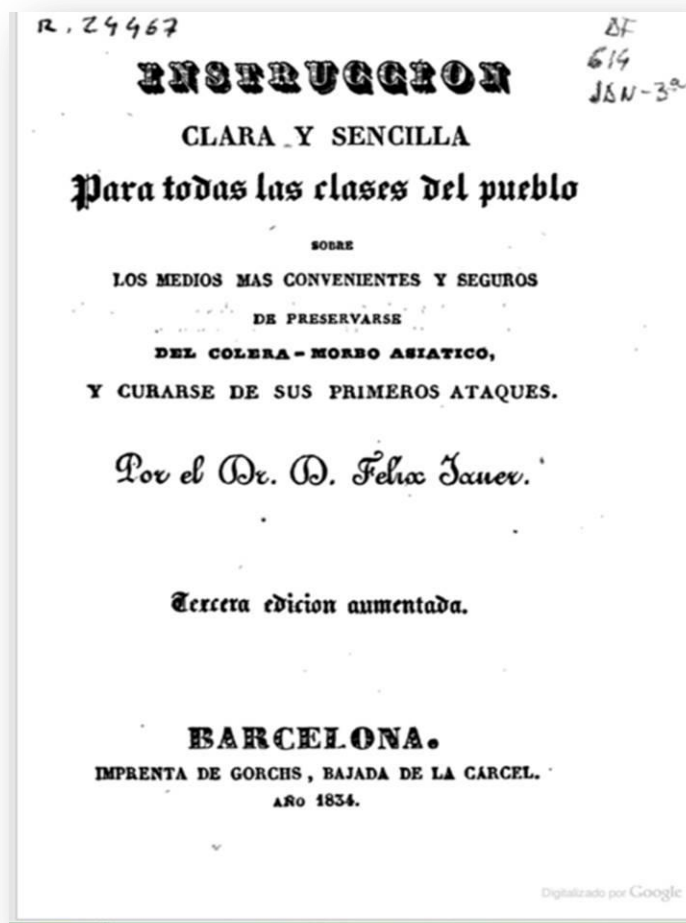 R. 24467
DF
614
JAN-3ª
INSTRUCCION
CLARA Y SENCILLA
Para todas las clases del pueblo
SOBRE
LOS MEDIOS MAS CONVENIENTES Y SEGUROS
DE PRESERVARSE
DEL COLERA-MORBO ASIATICO,
Y CURARSE DE SUS PRIMEROS ATAQUES.
Por el Dr. D. Felix Janer.
Tercera edicion aumentada.
BARCELONA.
IMPRENTA DE GORCHS, BAJADA DE LA CÁRCEL.
AÑO 1834.
Digitalizado por Google